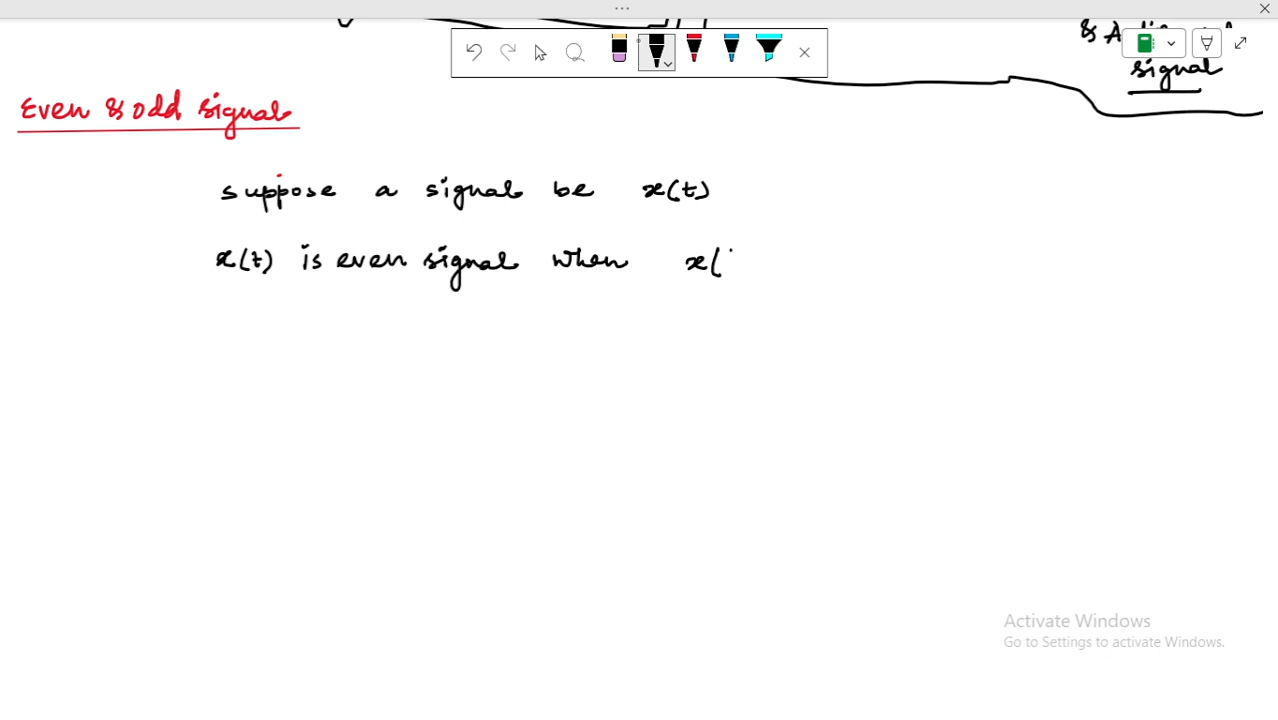 & A
signal
Even & odd signal
suppose a signal be x(t)
x(t) is even signal when x(
Activate Windows
Go to Settings to activate Windows.